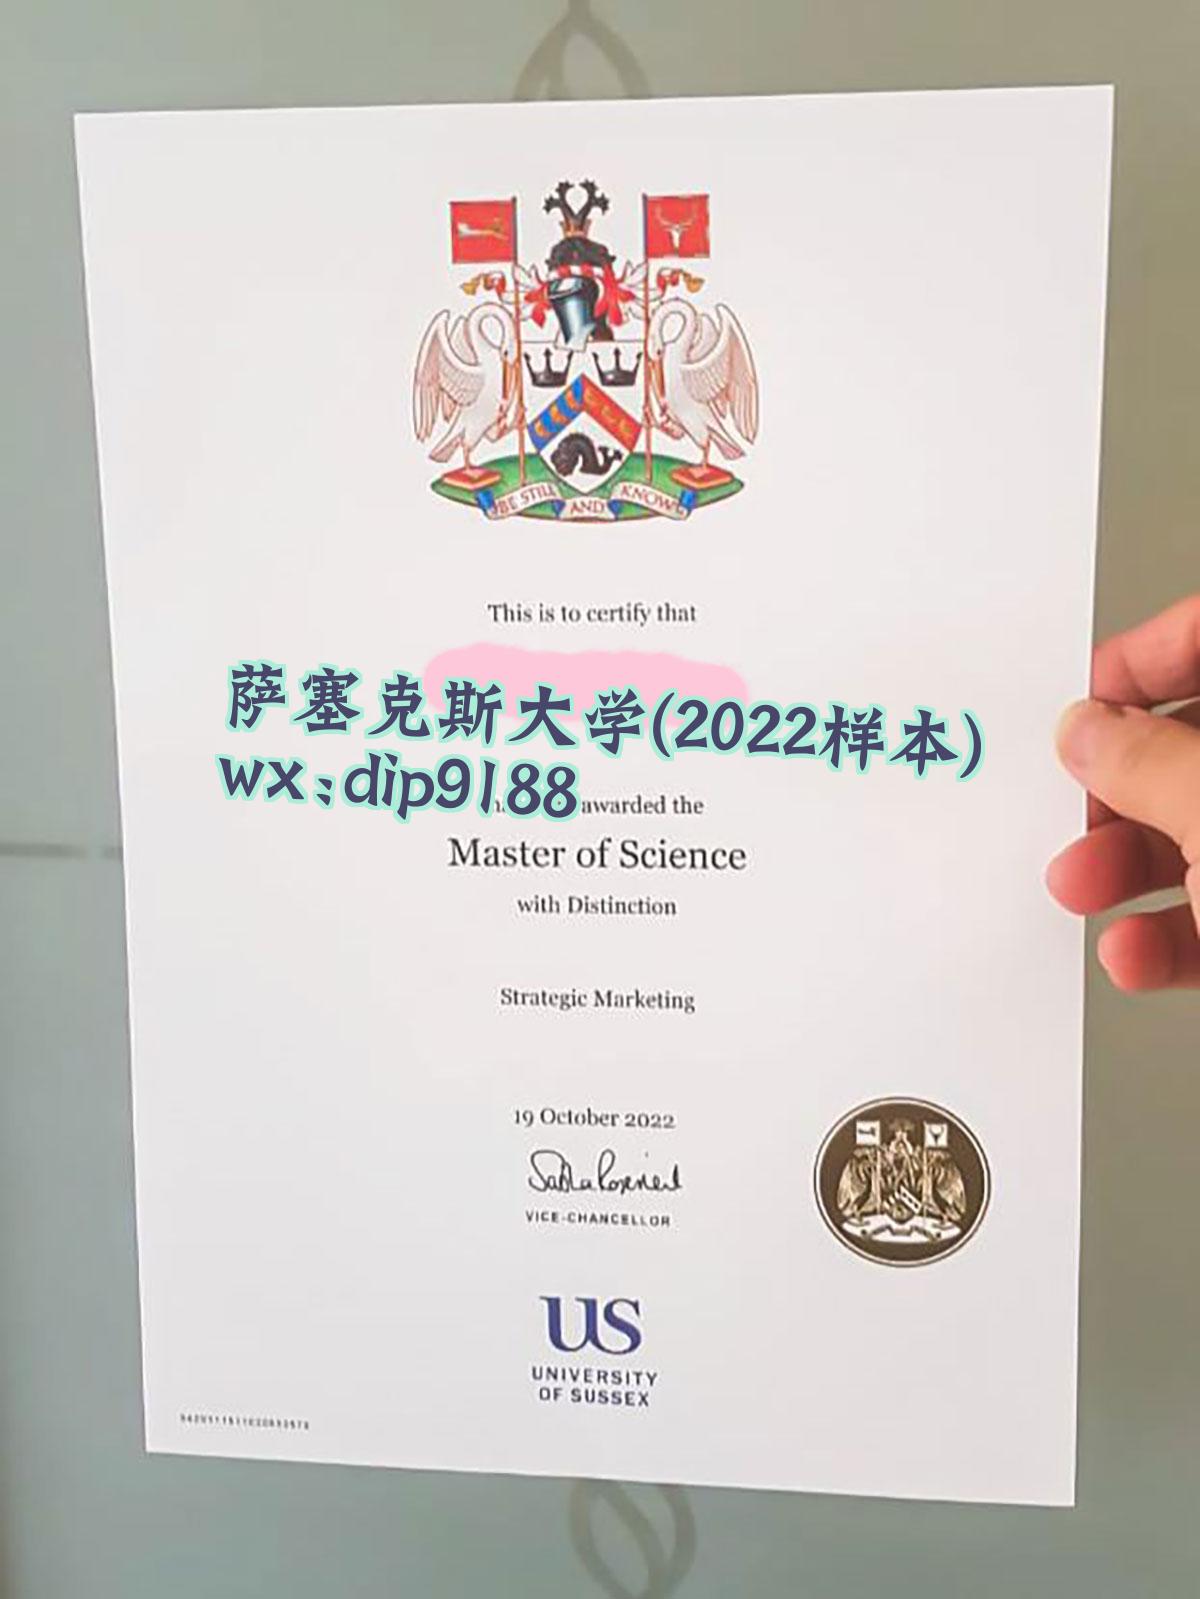 BE STILL AND KNOW
This is to certify that
萨塞克斯大学(2022样本)
wx:dip9188
awarded the
Master of Science
with Distinction
Strategic Marketing
19 October 2022
VICE-CHANCELLOR
US
UNIVERSITY
OF SUSSEX